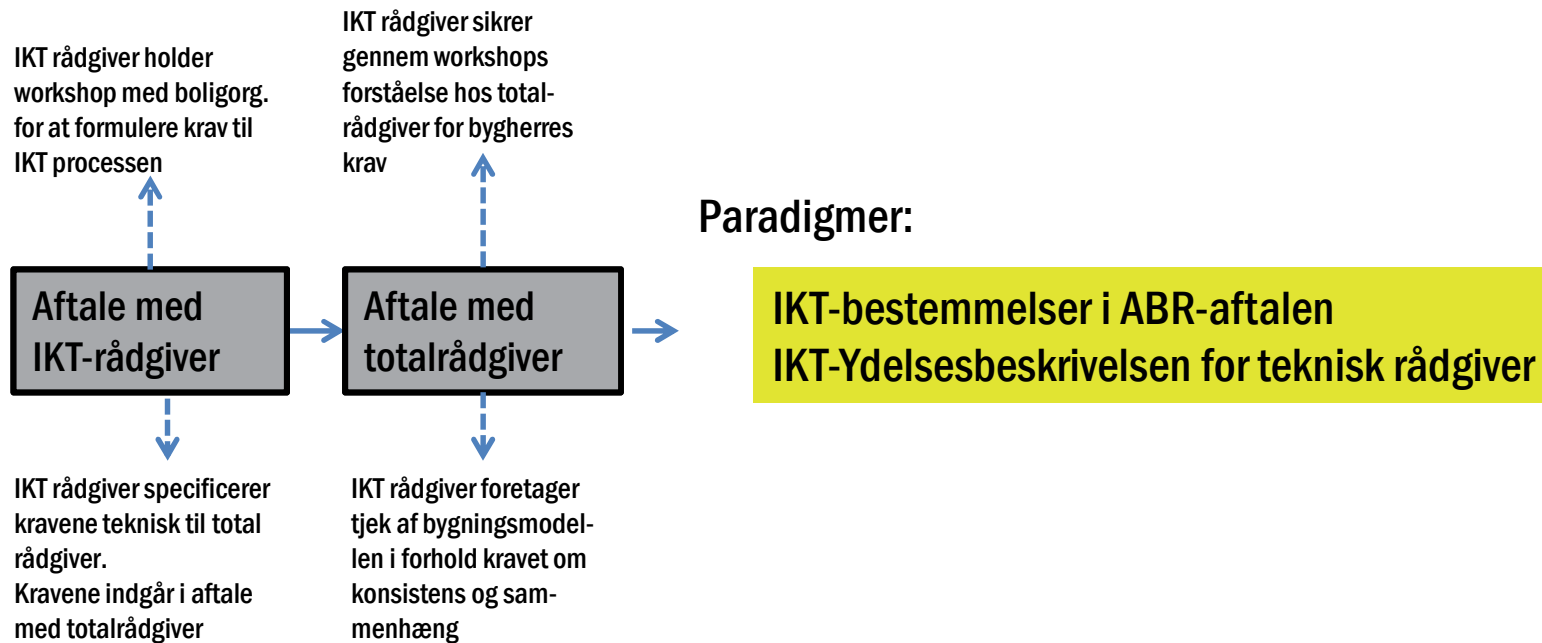 IKT rådgiver holder
workshop med boligorg.
for at formulere krav til
IKT processen
IKT rådgiver sikrer
gennem workshops
forståelse hos total-
rådgiver for bygherres
krav
Paradigmer:
Aftale med
IKT-rådgiver
Aftale med
totalrådgiver
IKT-bestemmelser i ABR-aftalen
IKT-Ydelsesbeskrivelsen for teknisk rådgiver
IKT rådgiver specificerer
kravene teknisk til total
rådgiver.
Kravene indgår i aftale
med totalrådgiver
IKT rådgiver foretager
tjek af bygningsmodel-
len i forhold kravet om
konsistens og sam-
menhæng